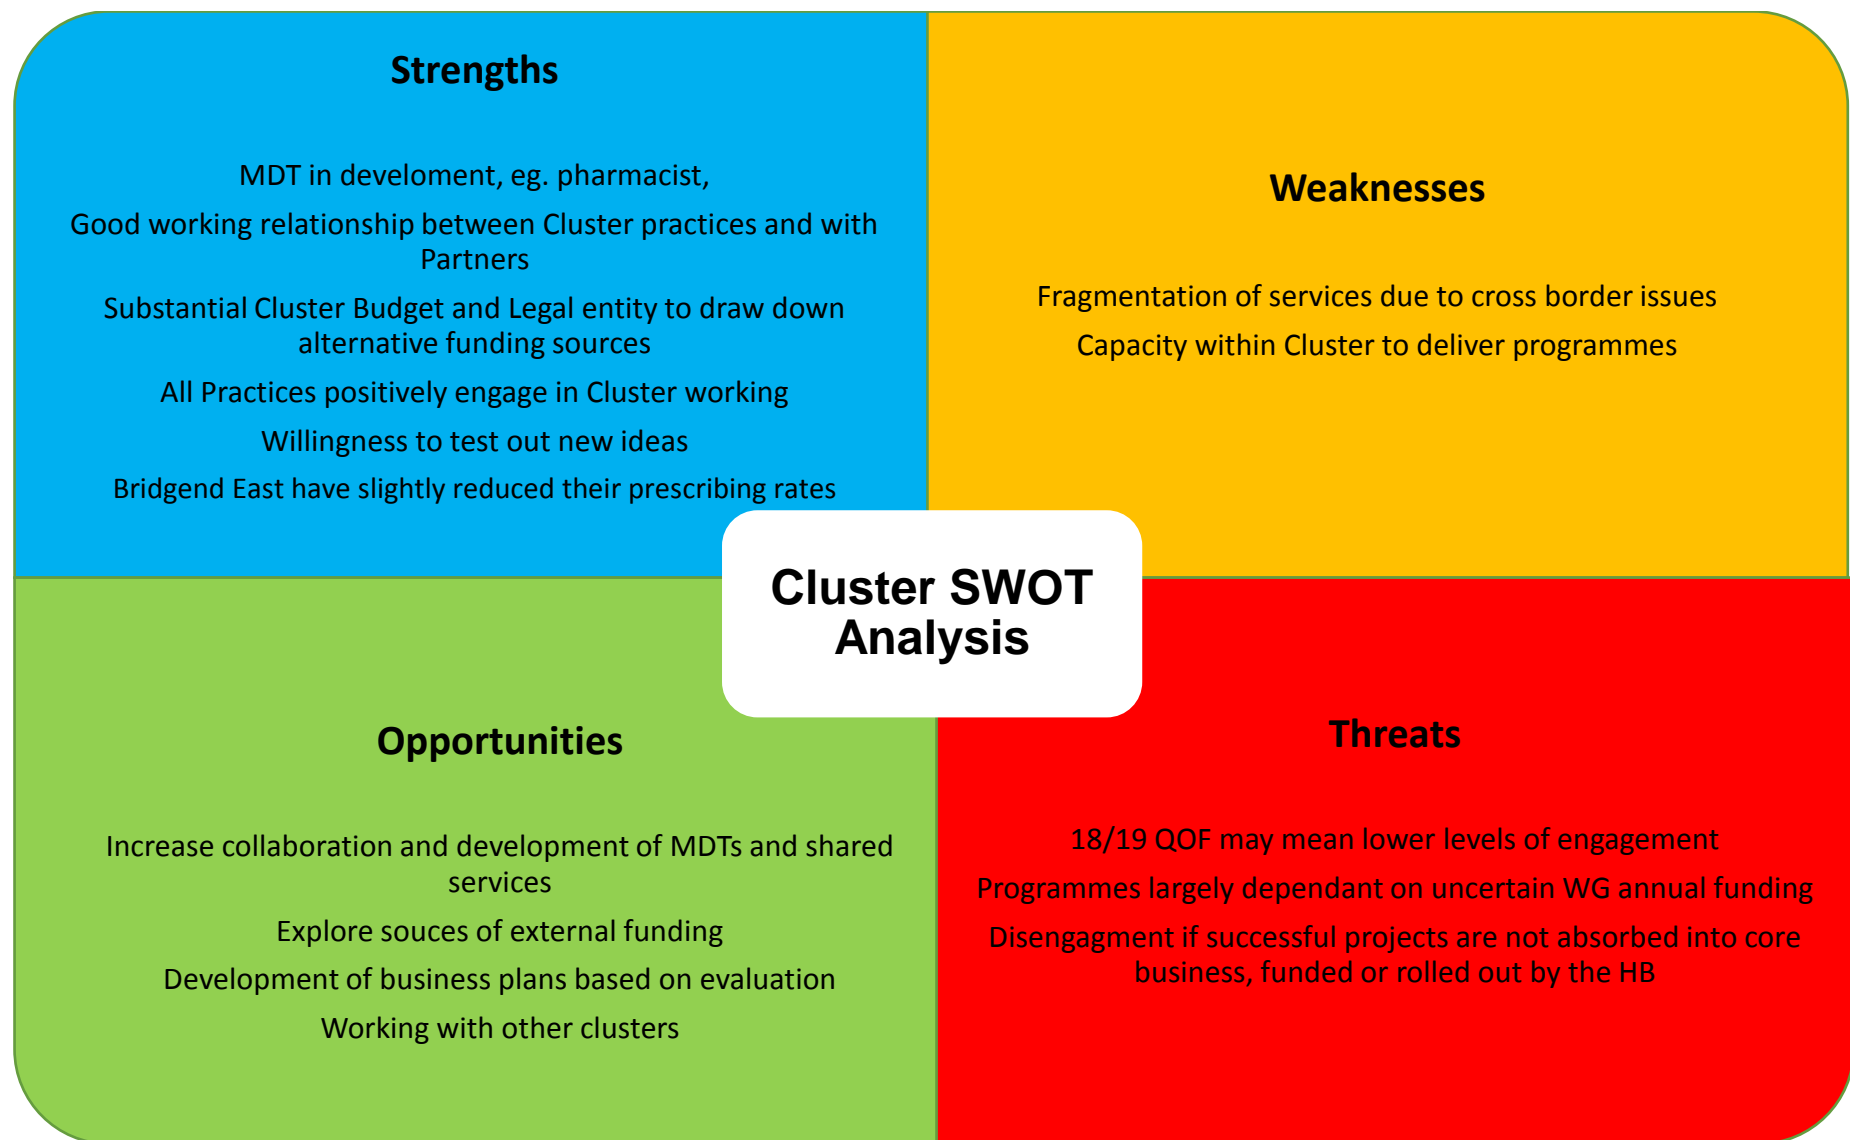 Strengths
MDT in develoment, eg. pharmacist,
Good working relationship between Cluster practices and with
Partners
Substantial Cluster Budget and Legal entity to draw down
alternative funding sources
All Practices positively engage in Cluster working
Willingness to test out new ideas
Bridgend East have slightly reduced their prescribing rates
Weaknesses
Fragmentation of services due to cross border issues
Capacity within Cluster to deliver programmes
Cluster SWOT
Analysis
Opportunities
Increase collaboration and development of MDTs and shared
services
Explore souces of external funding
Development of business plans based on evaluation
Working with other clusters
Threats
18/19 QOF may mean lower levels of engagement
Programmes largely dependant on uncertain WG annual funding
Disengagment if successful projects are not absorbed into core
business, funded or rolled out by the HB